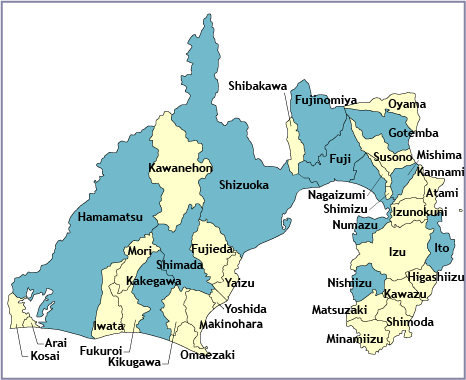 Shibakawa
Fujinomiya
Oyama
Gotemba
Fuji
Susono
Mishima
Kannami
Kawanehon
Shizuoka
Nagaizumi
Atami
Shimizu
Izunokuni
Hamamatsu
Numazu
Mori
Fujieda
Izu
Ito
Shimada
Kakegawa
Yaizu
Nishiizu
Higashiizu
Kawazu
Yoshida
Matsuzaki
Iwata
Makinohara
Shimoda
Arai
Fukuroi
Minamiizu
Kosai
Kikugawa
Omaezaki